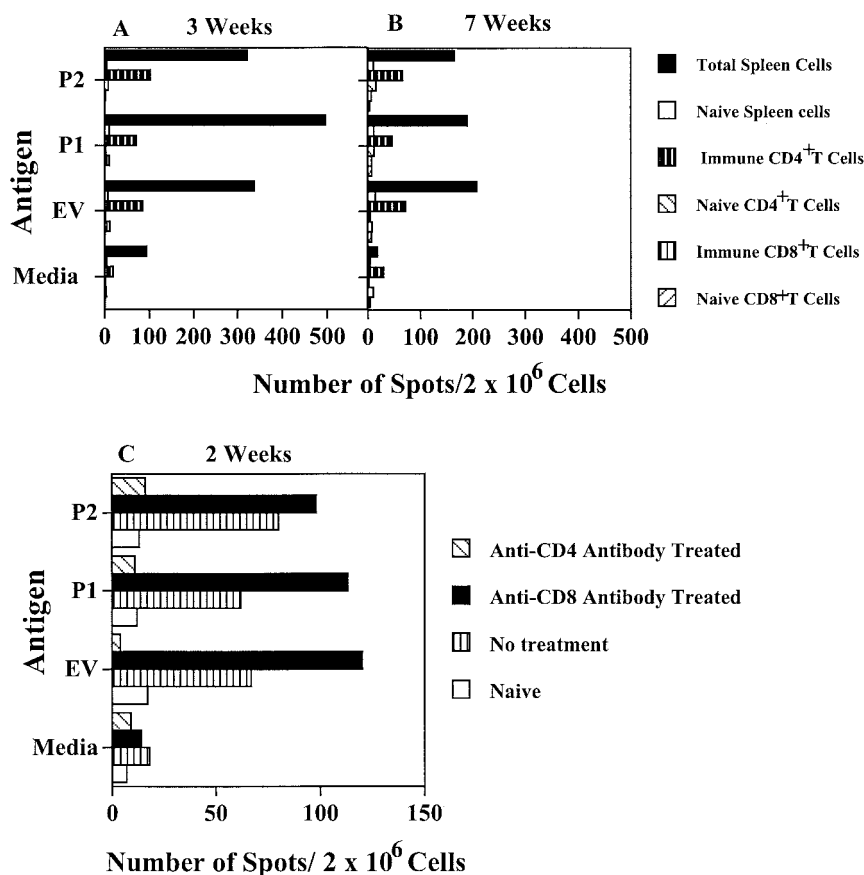 A 3 Weeks
B 7 Weeks
Antigen
P2
P1
EV
Media
0 100 200 300 400 500
0 100 200 300 400 500
Number of Spots/2 x 10^6 Cells
Total Spleen Cells
Naive Spleen cells
Immune CD4+T Cells
Naive CD4+T Cells
Immune CD8+T Cells
Naive CD8+T Cells
C 2 Weeks
Antigen
P2
P1
EV
Media
0 50 100 150
Number of Spots/ 2 x 10^6 Cells
Anti-CD4 Antibody Treated
Anti-CD8 Antibody Treated
No treatment
Naive